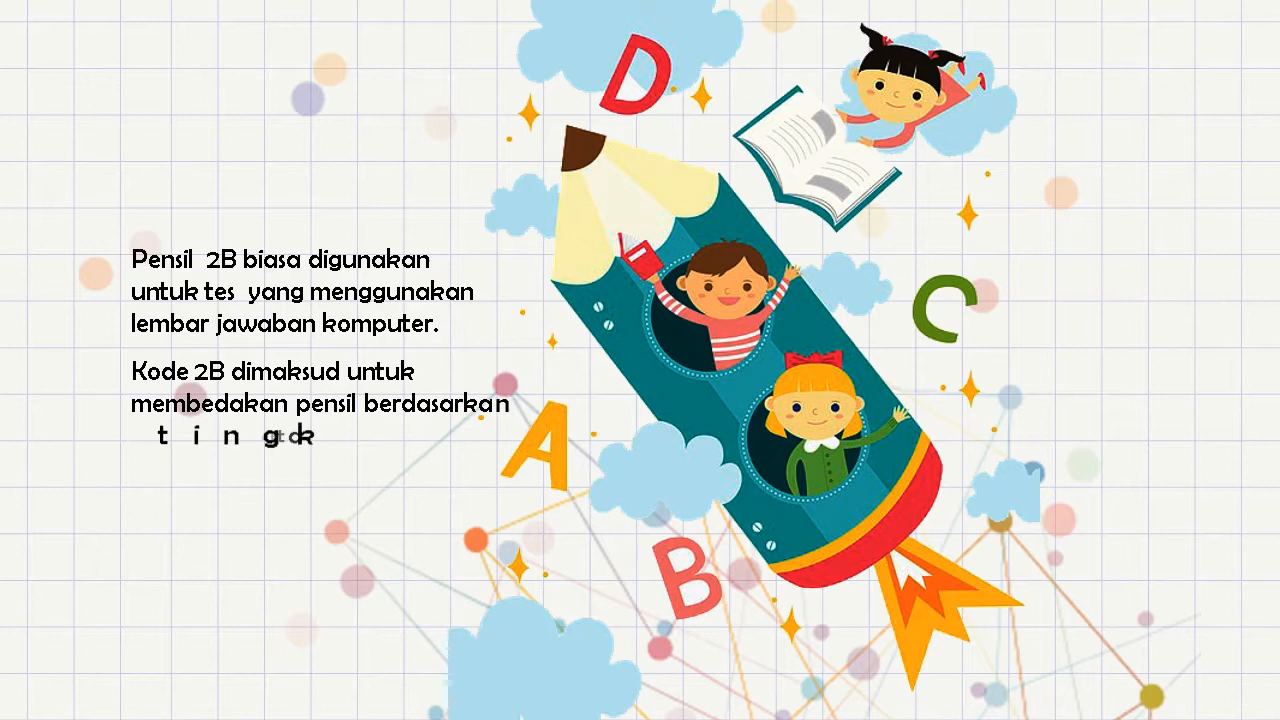 D
Pensil 2B biasa digunakan
untuk tes yang menggunakan
lembar jawaban komputer.
C
Kode 2B dimaksud untuk
membedakan pensil berdasarkan
A
B